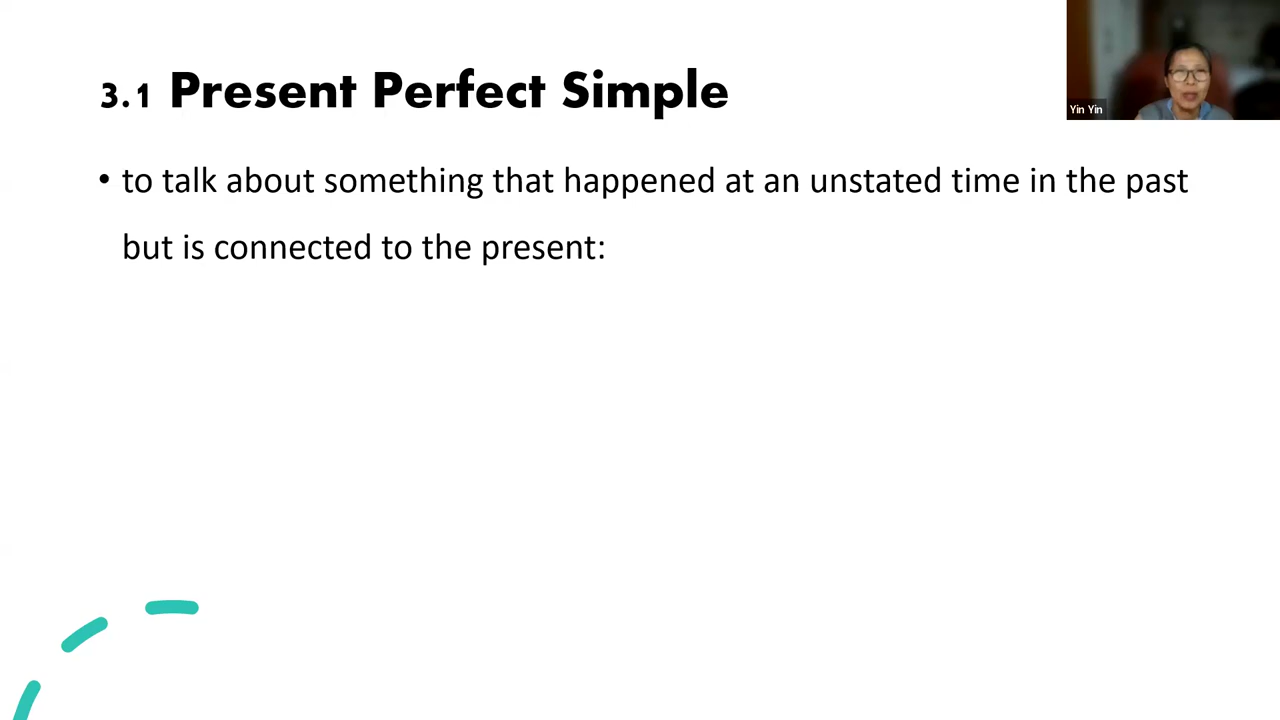 3.1 Present Perfect Simple
• to talk about something that happened at an unstated time in the past
but is connected to the present:
Yin Yin